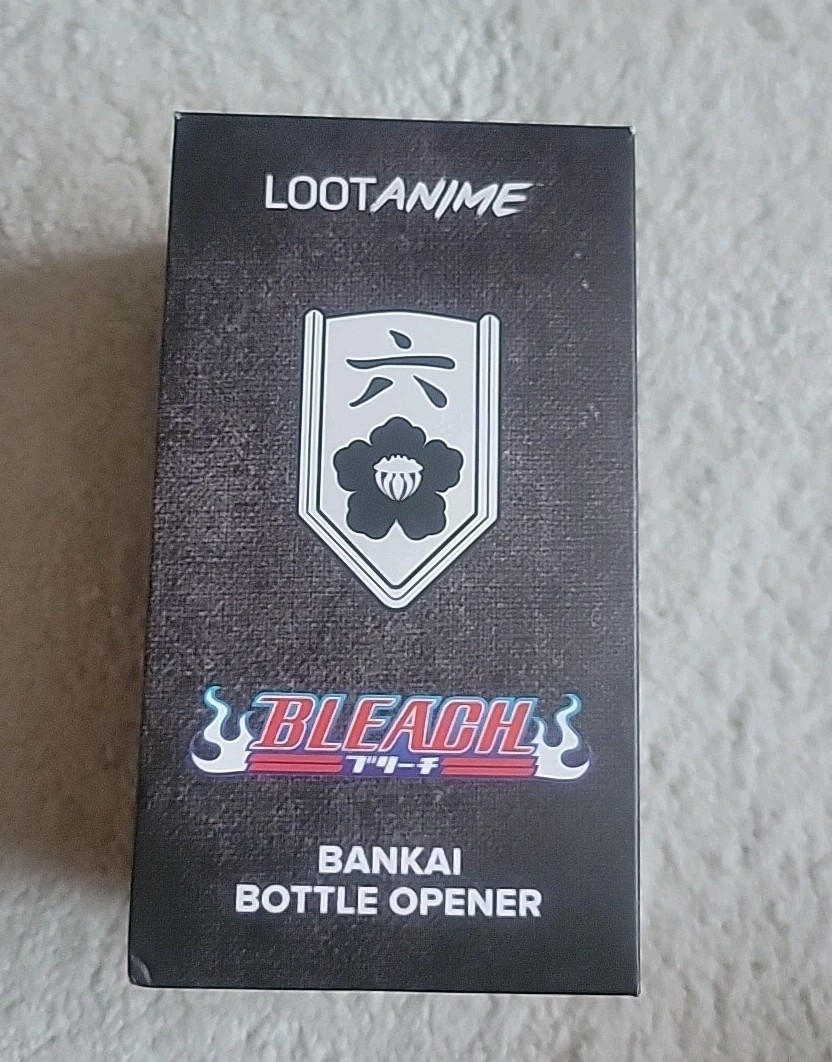 LOOTANIME
六
BLEACH
ブリーチ
BANKAI
BOTTLE OPENER